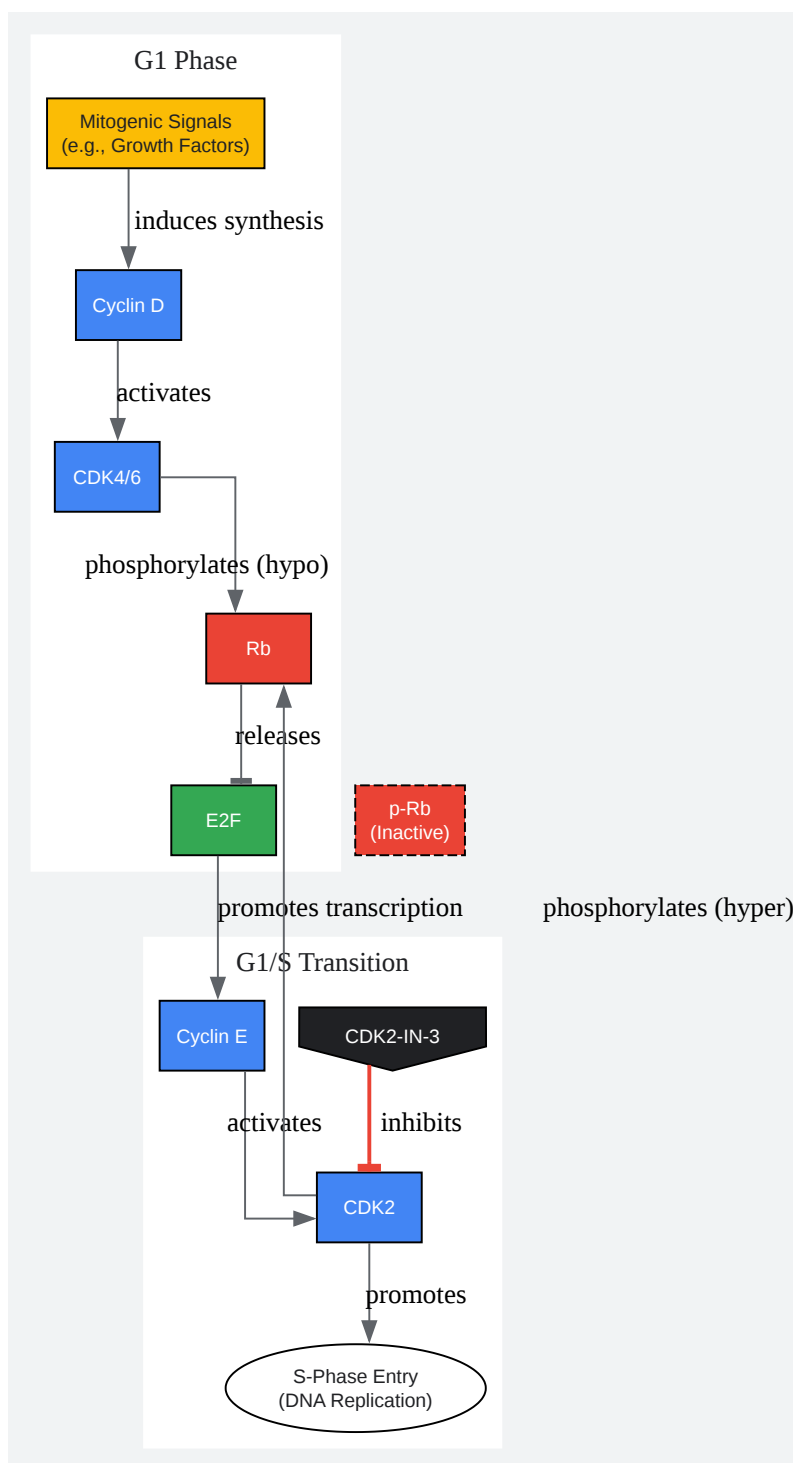 G1 Phase
Mitogenic Signals
(e.g., Growth Factors)
induces synthesis
Cyclin D
activates
CDK4/6
phosphorylates (hypo)
Rb
releases
E2F
p-Rb
(Inactive)
promotes transcription
phosphorylates (hyper)
G1/S Transition
Cyclin E
CDK2-IN-3
activates
inhibits
CDK2
promotes
S-Phase Entry
(DNA Replication)